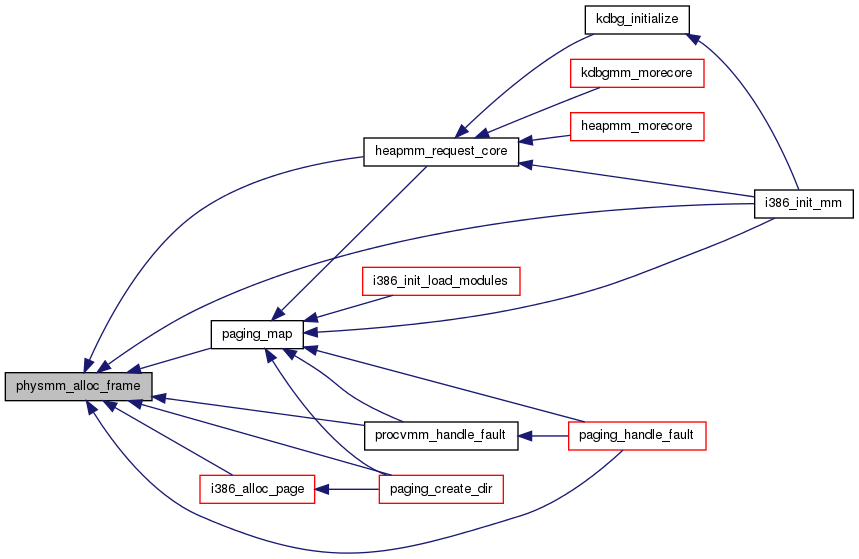 kdbg_initialize
kdbgmm_morecore
heapmm_morecore
heapmm_request_core
i386_init_mm
i386_init_load_modules
paging_map
physmm_alloc_frame
procvmm_handle_fault
paging_handle_fault
i386_alloc_page
paging_create_dir